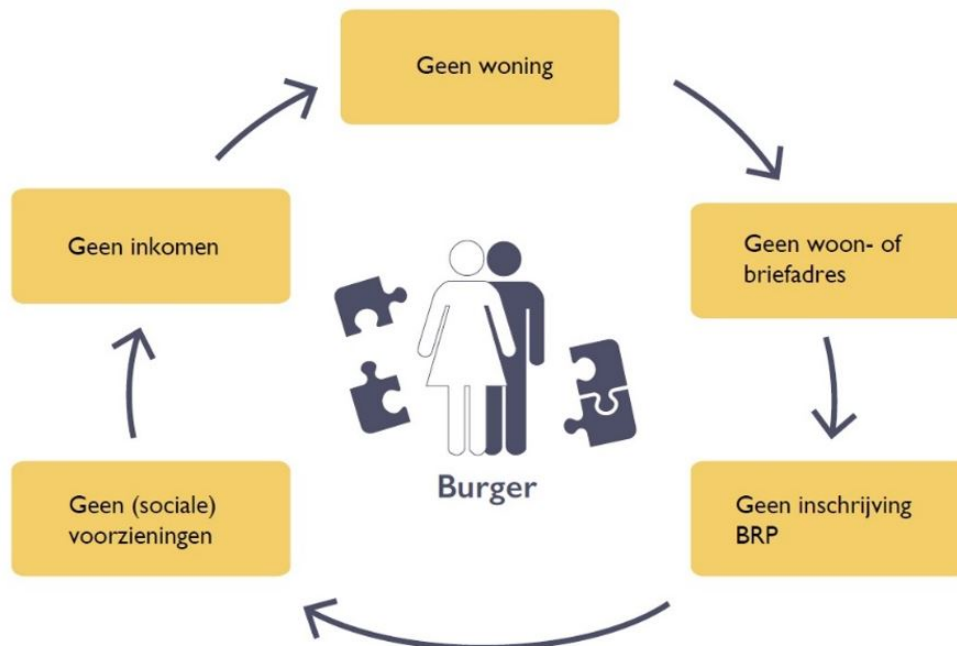 Geen woning
Geen inkomen
Geen woon- of
briefadres
Burger
Geen (sociale)
voorzieningen
Geen inschrijving
BRP